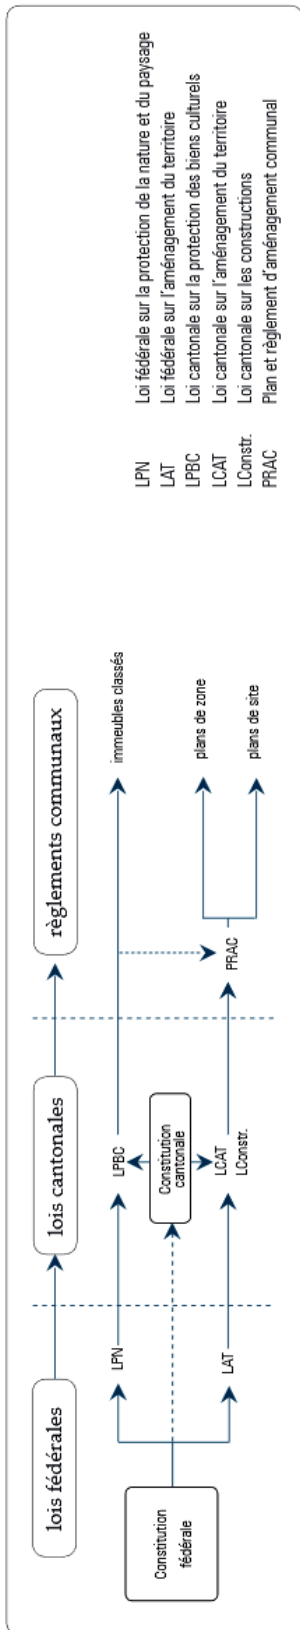 lois fédérales
lois cantonales
règlements communaux
Constitution
fédérale
LPN
LPBC
immeubles classés
Constitution
cantonale
LAT
LCAT
LConstr.
PRAC
plans de zone
plans de site
LPN Loi fédérale sur la protection de la nature et du paysage
LAT Loi fédérale sur l'aménagement du territoire
LPBC Loi cantonale sur la protection des biens culturels
LCAT Loi cantonale sur l'aménagement du territoire
LConstr. Loi cantonale sur les constructions
PRAC Plan et règlement d'aménagement communal